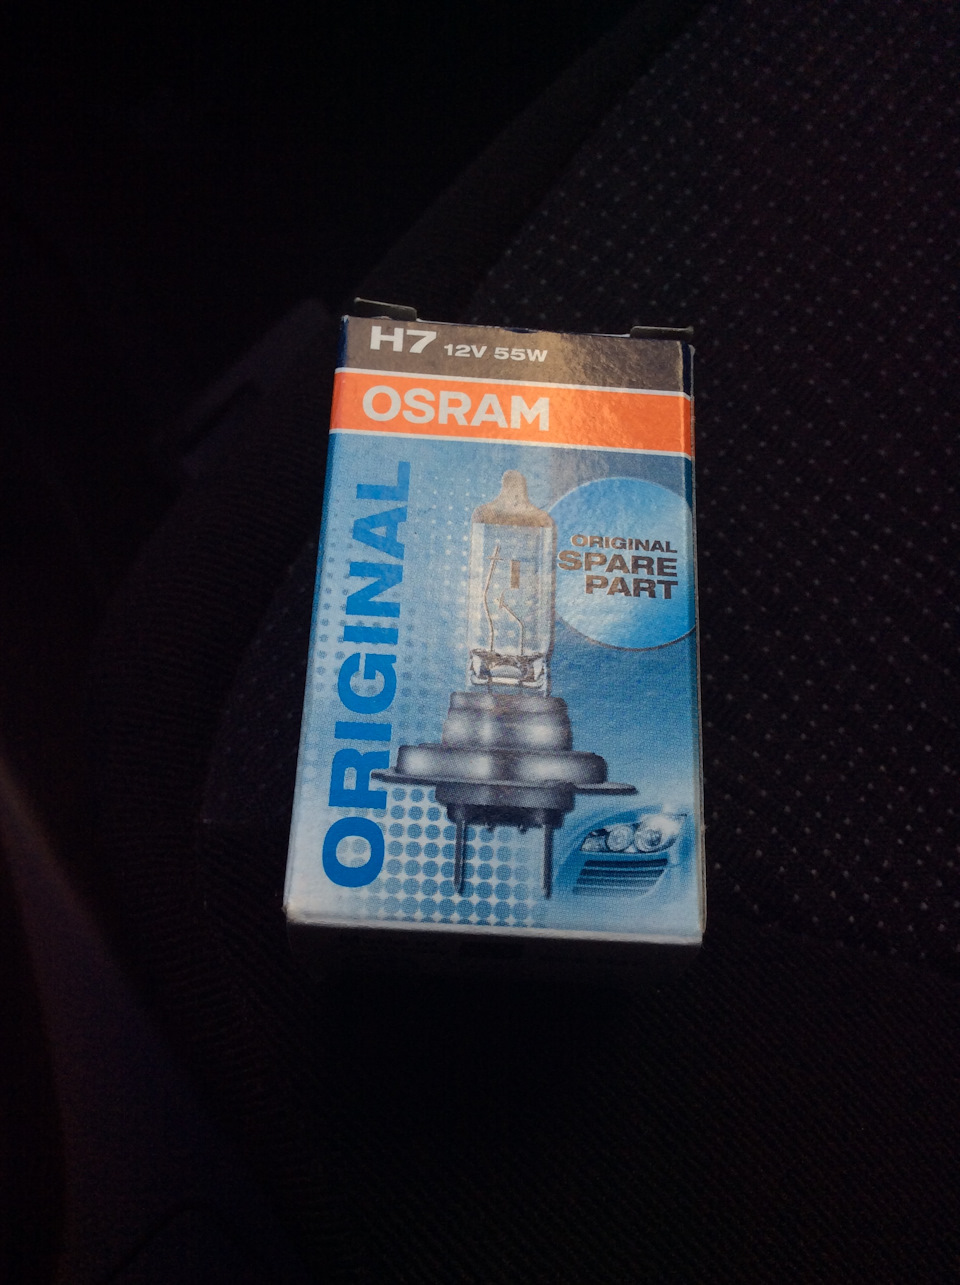 H7 12V 55W
OSRAM
ORIGINAL
ORIGINAL
SPARE
PART